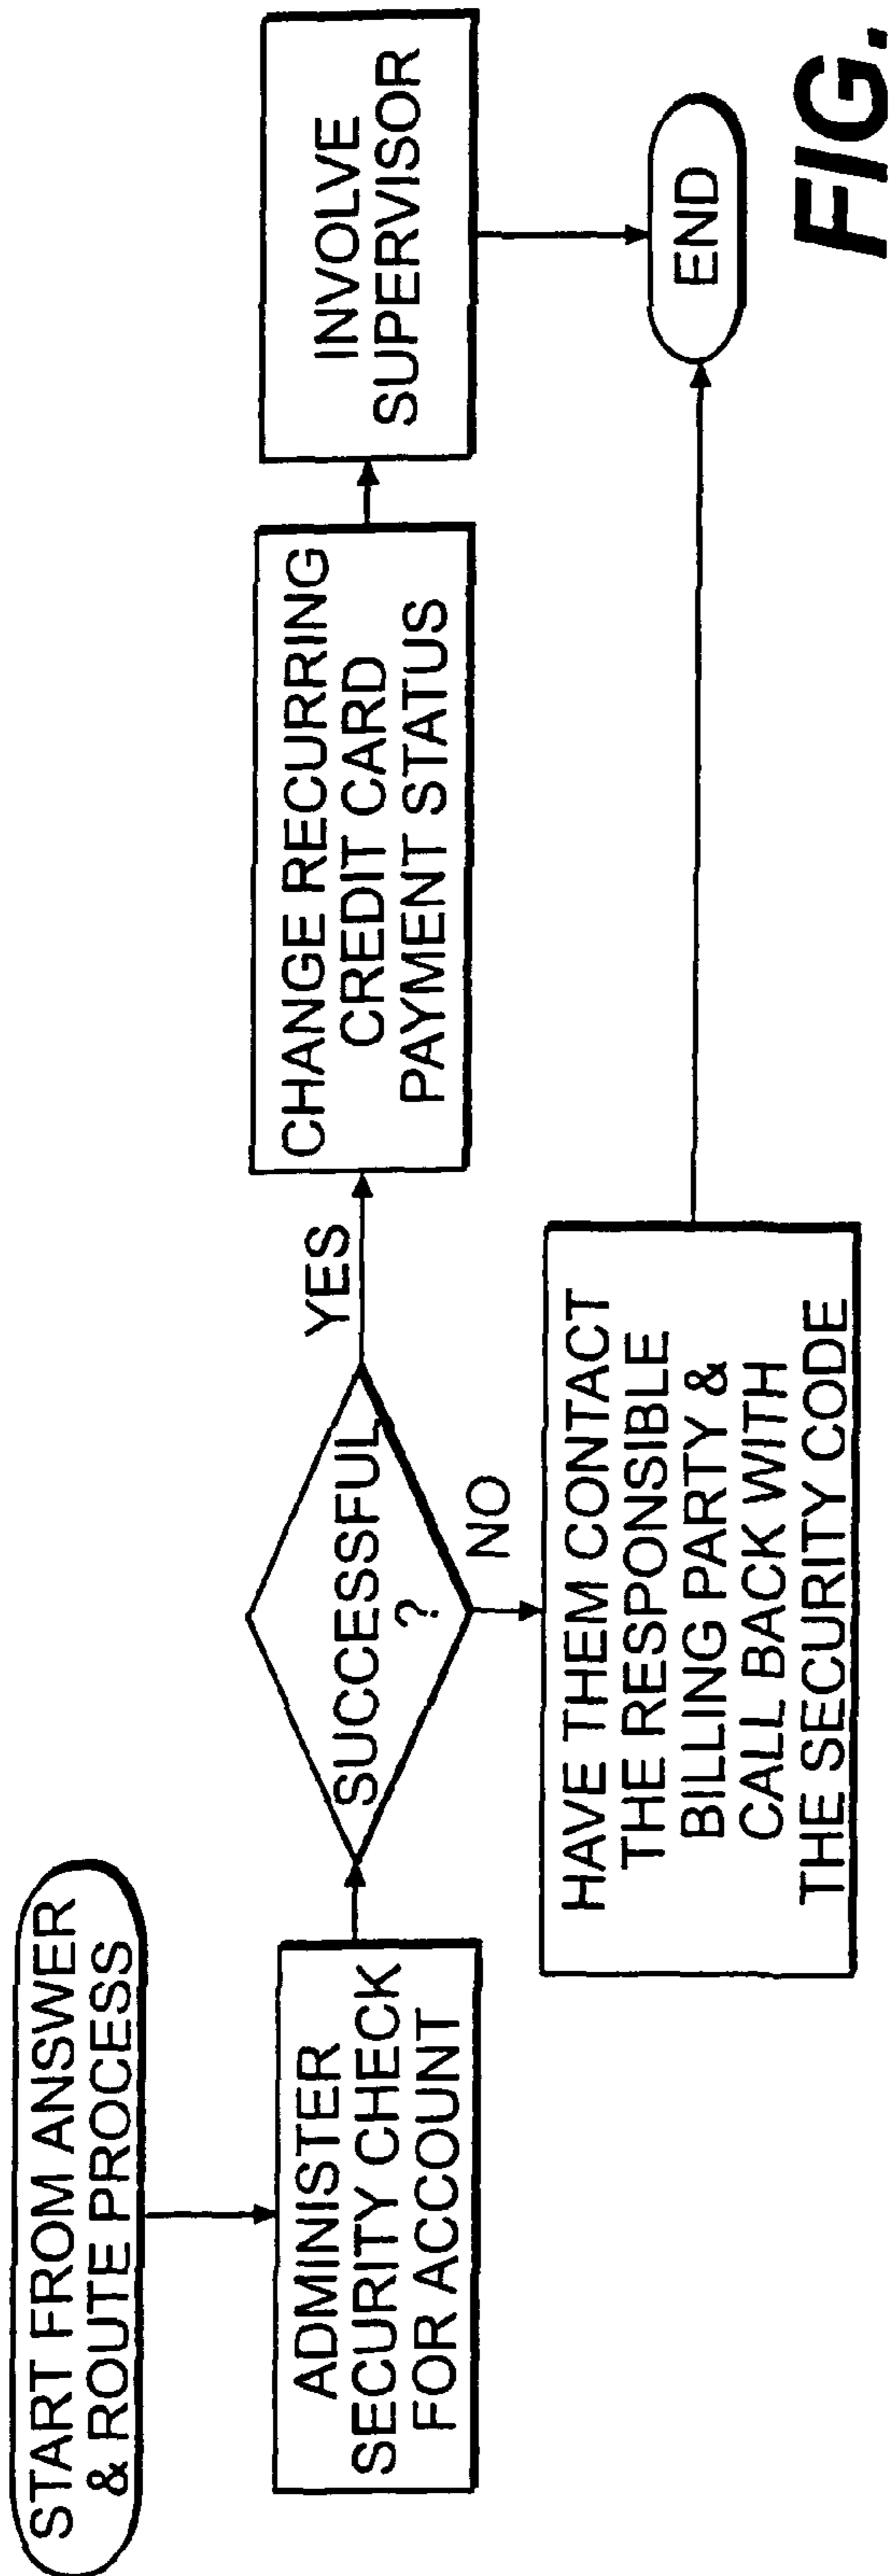 START FROM ANSWER
& ROUTE PROCESS
ADMINISTER
SECURITY CHECK
FOR ACCOUNT
SUCCESSFUL
?
YES
NO
CHANGE RECURRING
CREDIT CARD
PAYMENT STATUS
INVOLVE
SUPERVISOR
HAVE THEM CONTACT
THE RESPONSIBLE
BILLING PARTY &
CALL BACK WITH
THE SECURITY CODE
END
FIG.